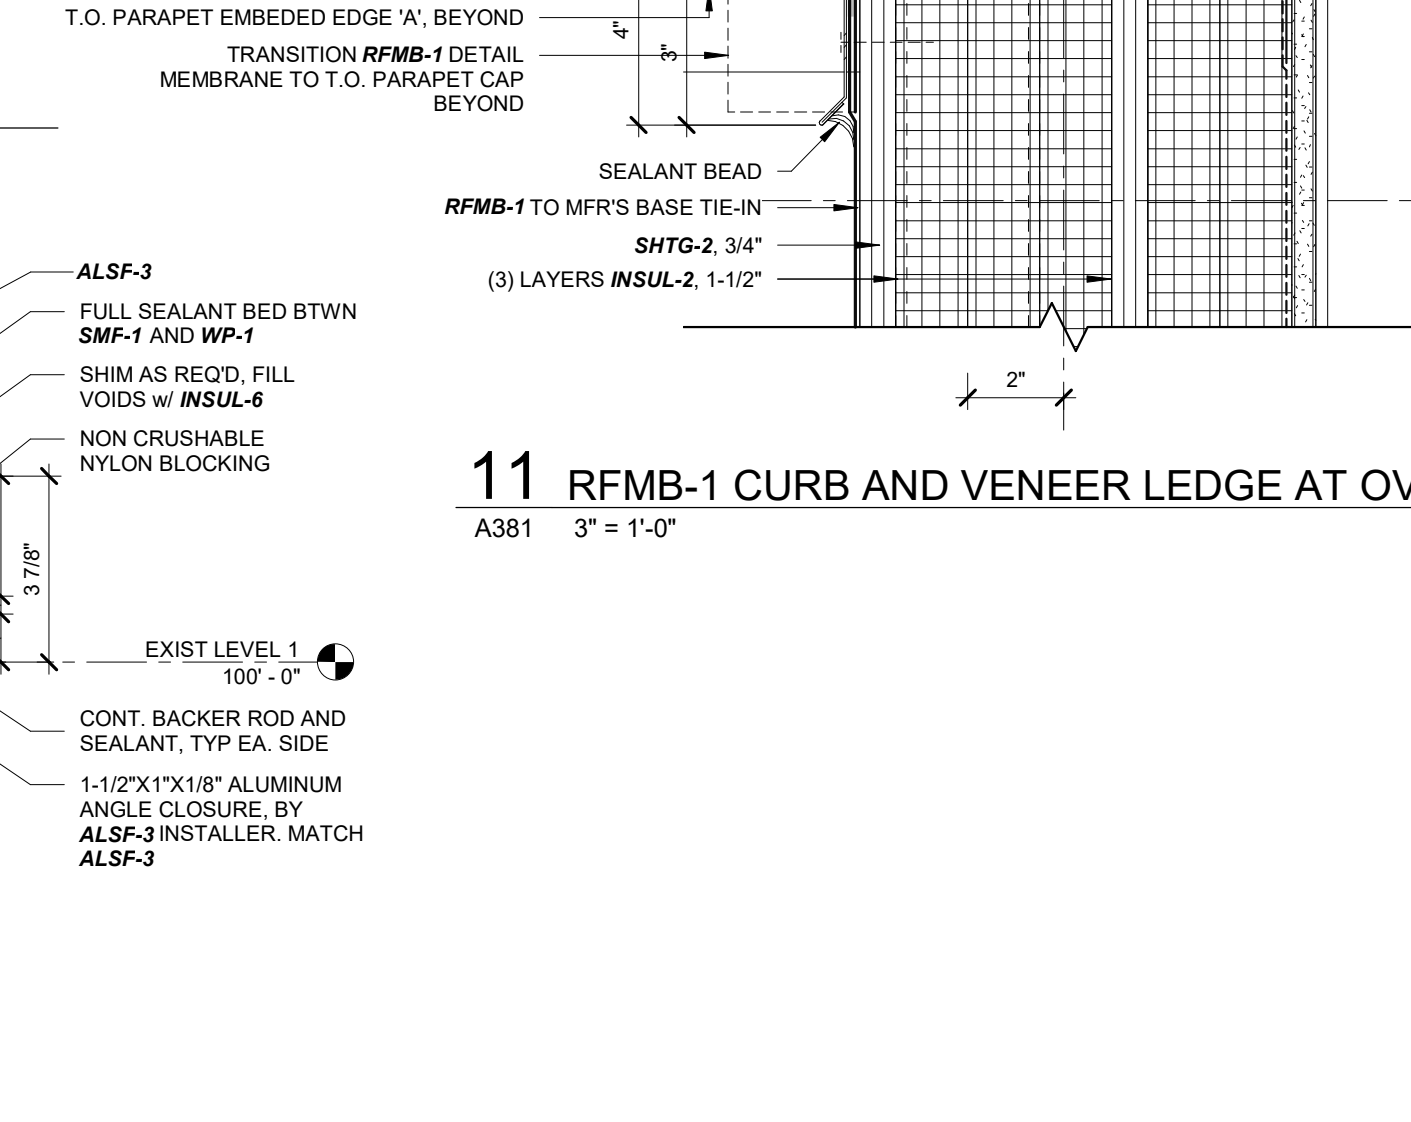 T.O. PARAPET EMBEDED EDGE 'A', BEYOND
TRANSITION RFMB-1 DETAIL
MEMBRANE TO T.O. PARAPET CAP
BEYOND
4"
3"
SEALANT BEAD
RFMB-1 TO MFR'S BASE TIE-IN
SHTG-2, 3/4"
(3) LAYERS INSUL-2, 1-1/2"
2"
ALSF-3
FULL SEALANT BED BTWN
SMF-1 AND WP-1
SHIM AS REQ'D, FILL
VOIDS w/ INSUL-6
NON CRUSHABLE
NYLON BLOCKING
3 7/8"
EXIST LEVEL 1
100' - 0"
CONT. BACKER ROD AND
SEALANT, TYP EA. SIDE
1-1/2"X1"X1/8" ALUMINUM
ANGLE CLOSURE, BY
ALSF-3 INSTALLER. MATCH
ALSF-3
11 RFMB-1 CURB AND VENEER LEDGE AT OV
A381 3" = 1'-0"